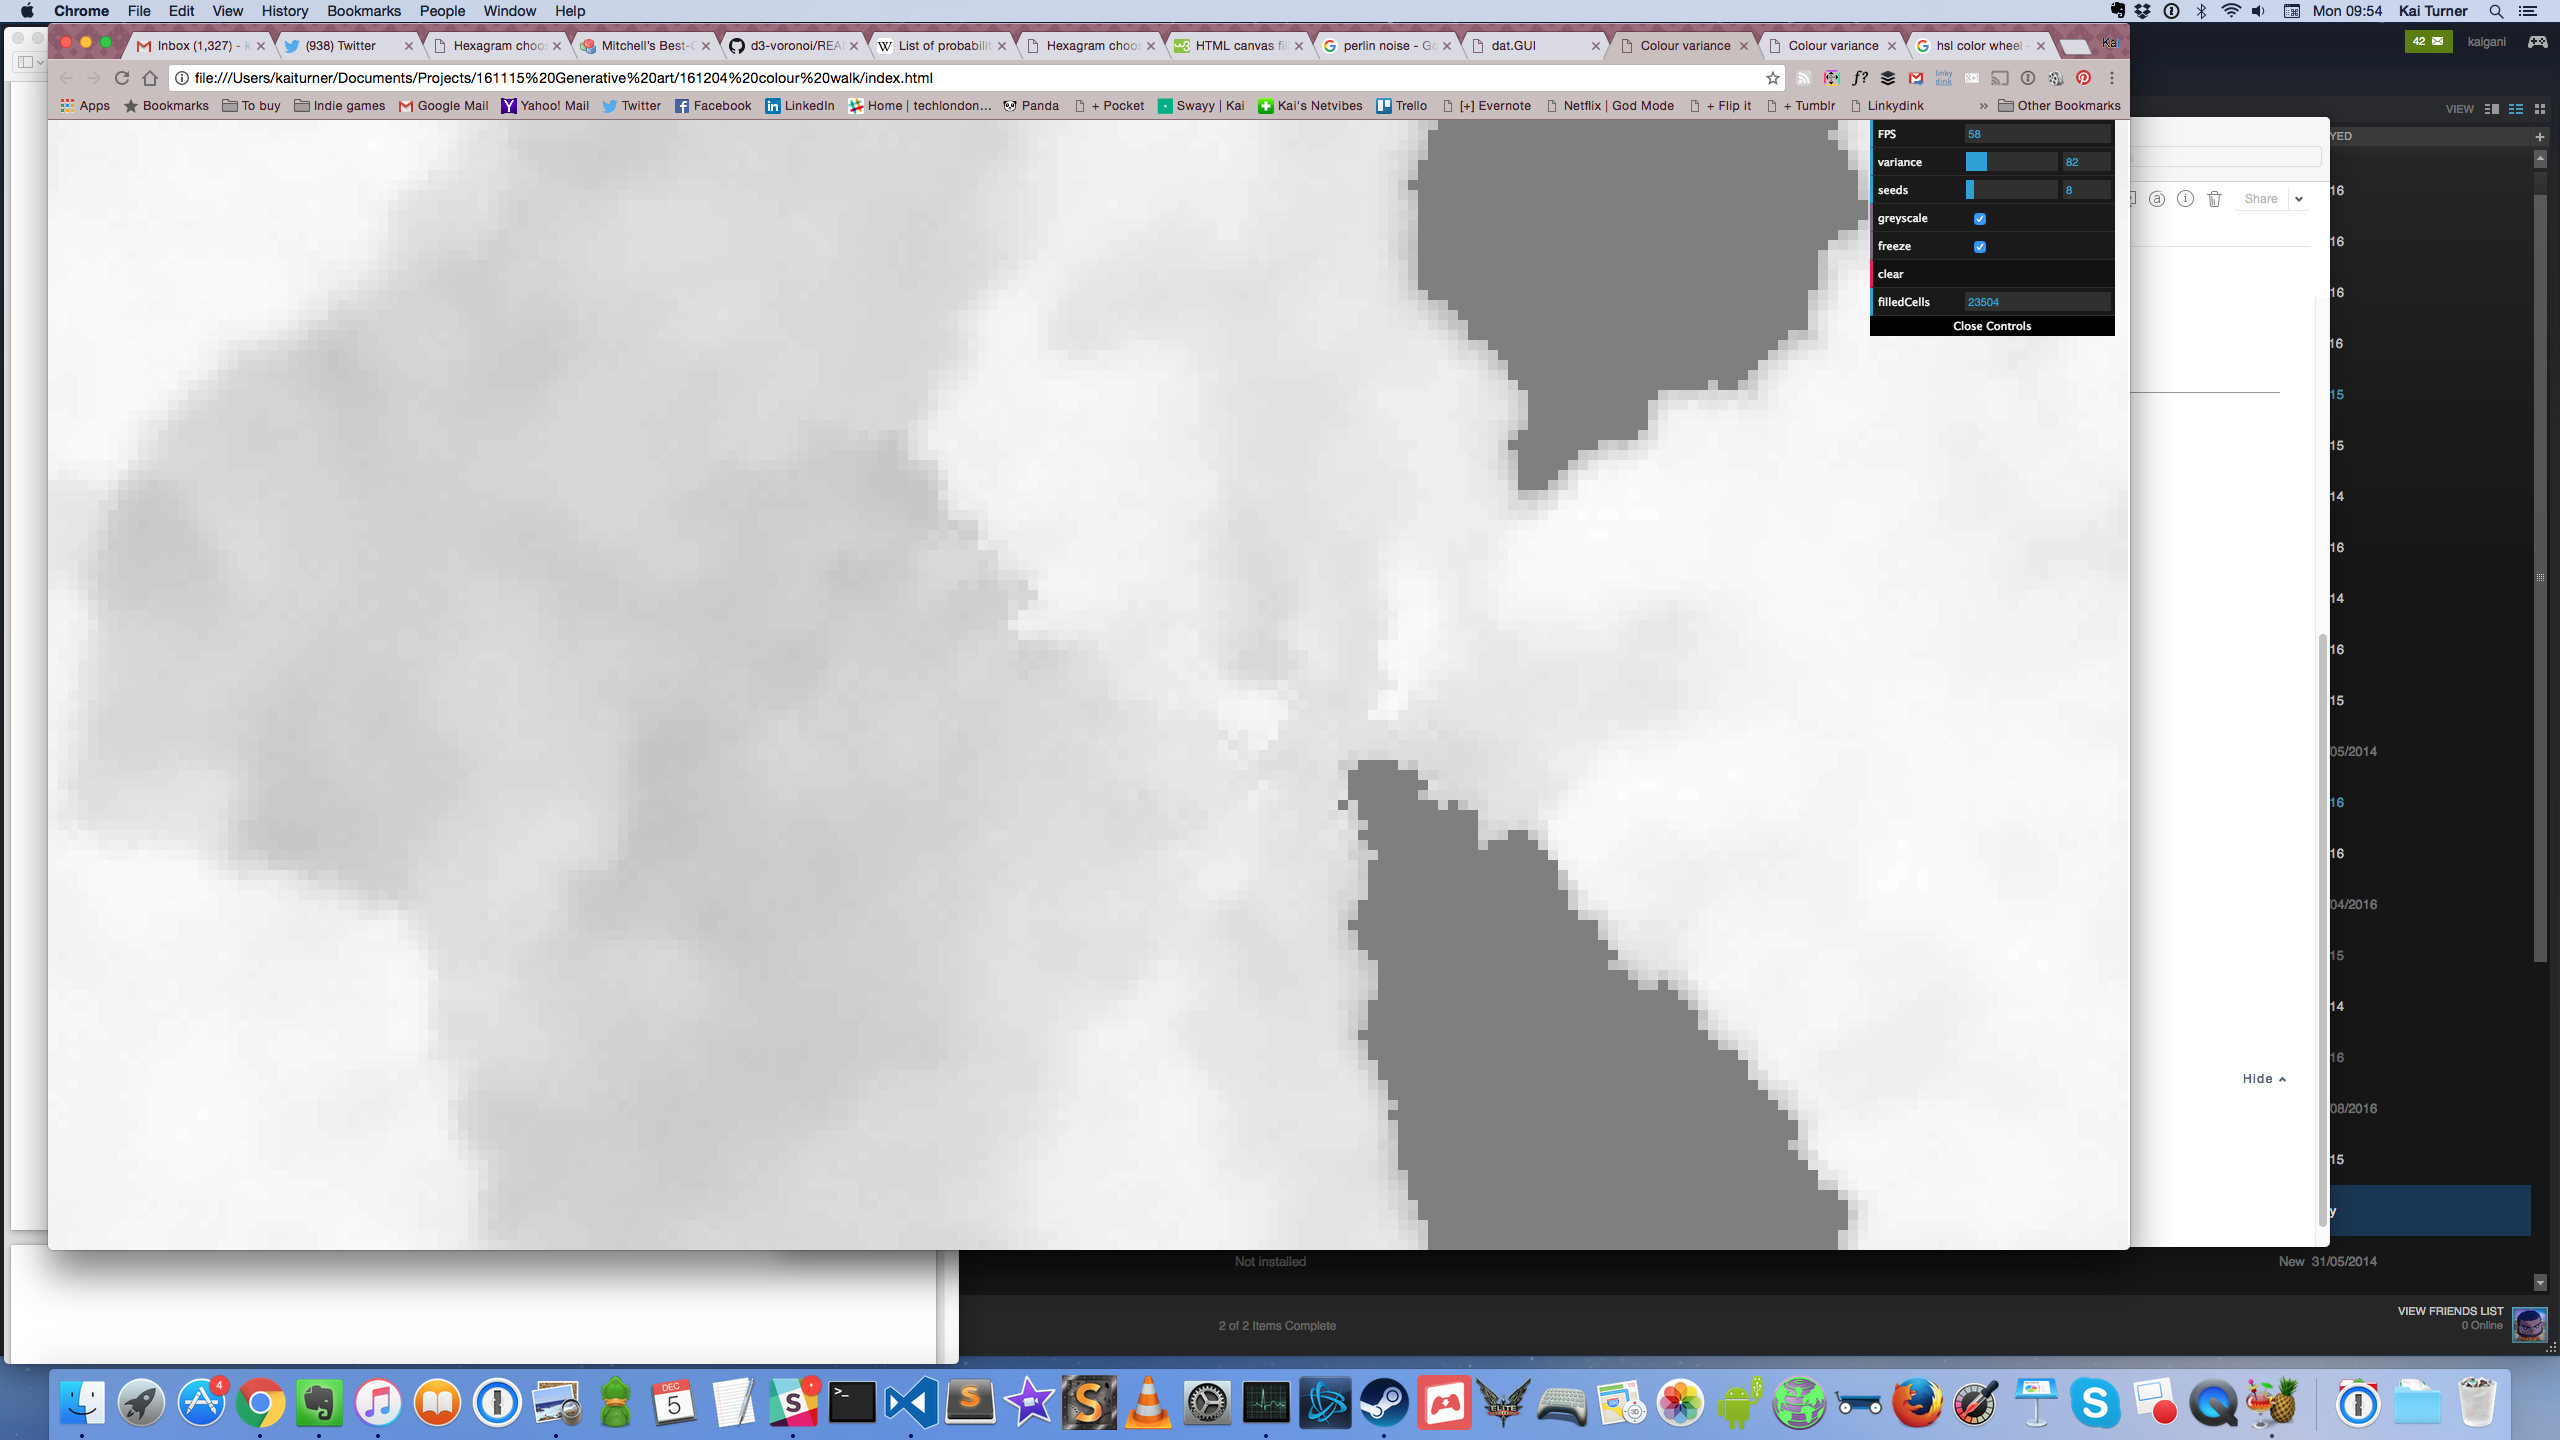 Chrome File Edit View History Bookmarks People Window Help
Mon 09:54 Kai Turner
Inbox (1,327) - k
(938) Twitter
Hexagram choo
Mitchell's Best-C
d3-voronoi/REA
List of probabilit
Hexagram choo
HTML canvas fil
perlin noise - Go
dat.GUI
Colour variance
Colour variance
hsl color wheel -
Kai
file:///Users/kaiturner/Documents/Projects/161115%20Generative%20art/161204%20colour%20walk/index.html
Apps Bookmarks To buy Indie games Google Mail Yahoo! Mail Twitter Facebook LinkedIn Home | techlondon... Panda + Pocket Swayy | Kai Kai's Netvibes Trello [+] Evernote Netflix | God Mode + Flip it + Tumblr Linkydink » Other Bookmarks
FPS 58
variance 82
seeds 8
greyscale
freeze
clear
filledCells 23504
Close Controls
42 kaigani
VIEW
YED
Share
16
16
16
16
15
15
14
16
14
16
15
05/2014
16
16
04/2016
15
14
16
Hide
08/2016
15
y
Not installed New 31/05/2014
2 of 2 Items Complete
VIEW FRIENDS LIST
0 Online
4
DEC
5
ELITE